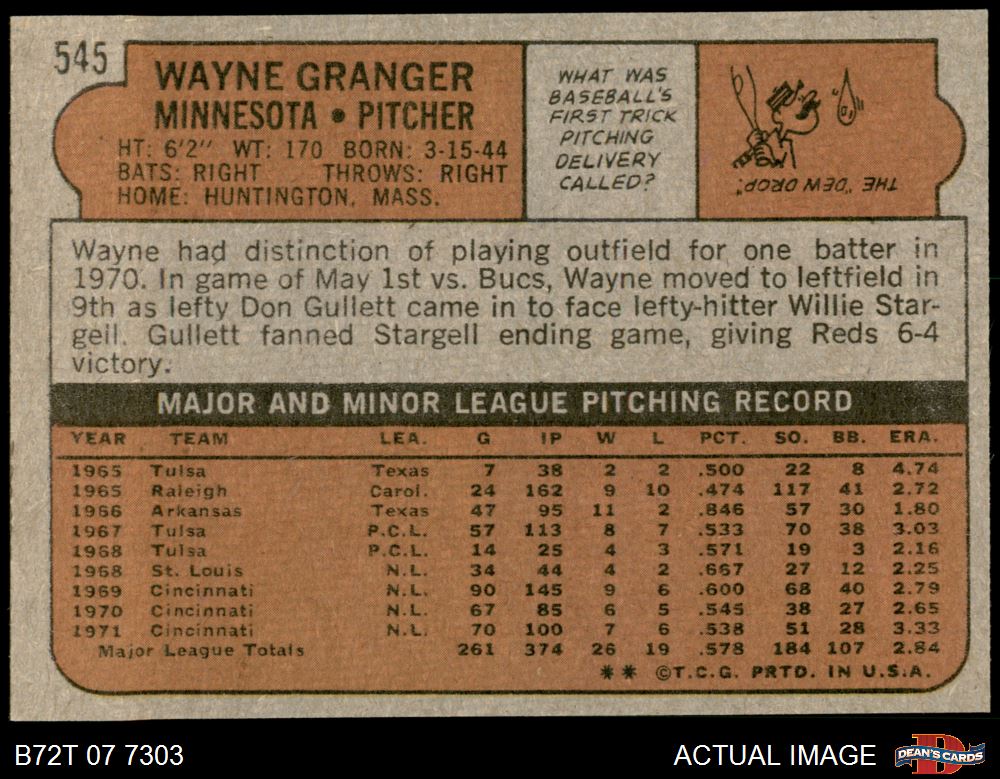 545
WAYNE GRANGER
MINNESOTA • PITCHER
HT: 6'2" WT: 170 BORN: 3-15-44
BATS: RIGHT THROWS: RIGHT
HOME: HUNTINGTON, MASS.
WHAT WAS
BASEBALL'S
FIRST TRICK
PITCHING
DELIVERY
CALLED?
THE "DEW DROP."
Wayne had distinction of playing outfield for one batter in
1970. In game of May 1st vs. Bucs, Wayne moved to leftfield in
9th as lefty Don Gullett came in to face lefty-hitter Willie Star-
gell. Gullett fanned Stargell ending game, giving Reds 6-4
victory.
MAJOR AND MINOR LEAGUE PITCHING RECORD
YEAR TEAM LEA. G IP W L PCT. SO. BB. ERA.
1965 Tulsa Texas 7 38 2 2 .500 22 8 4.74
1965 Raleigh Carol. 24 162 9 10 .474 117 41 2.72
1966 Arkansas Texas 47 95 11 2 .846 57 30 1.80
1967 Tulsa P.C.L. 57 113 8 7 .533 70 38 3.03
1968 Tulsa P.C.L. 14 25 4 3 .571 19 3 2.16
1968 St. Louis N.L. 34 44 4 2 .667 27 12 2.25
1969 Cincinnati N.L. 90 145 9 6 .600 68 40 2.79
1970 Cincinnati N.L. 67 85 6 5 .545 38 27 2.65
1971 Cincinnati N.L. 70 100 7 6 .538 51 28 3.33
Major League Totals 261 374 26 19 .578 184 107 2.84
** ©T.C.G. PRTD. IN U.S.A.
B72T 07 7303
ACTUAL IMAGE
DEAN'S CARDS